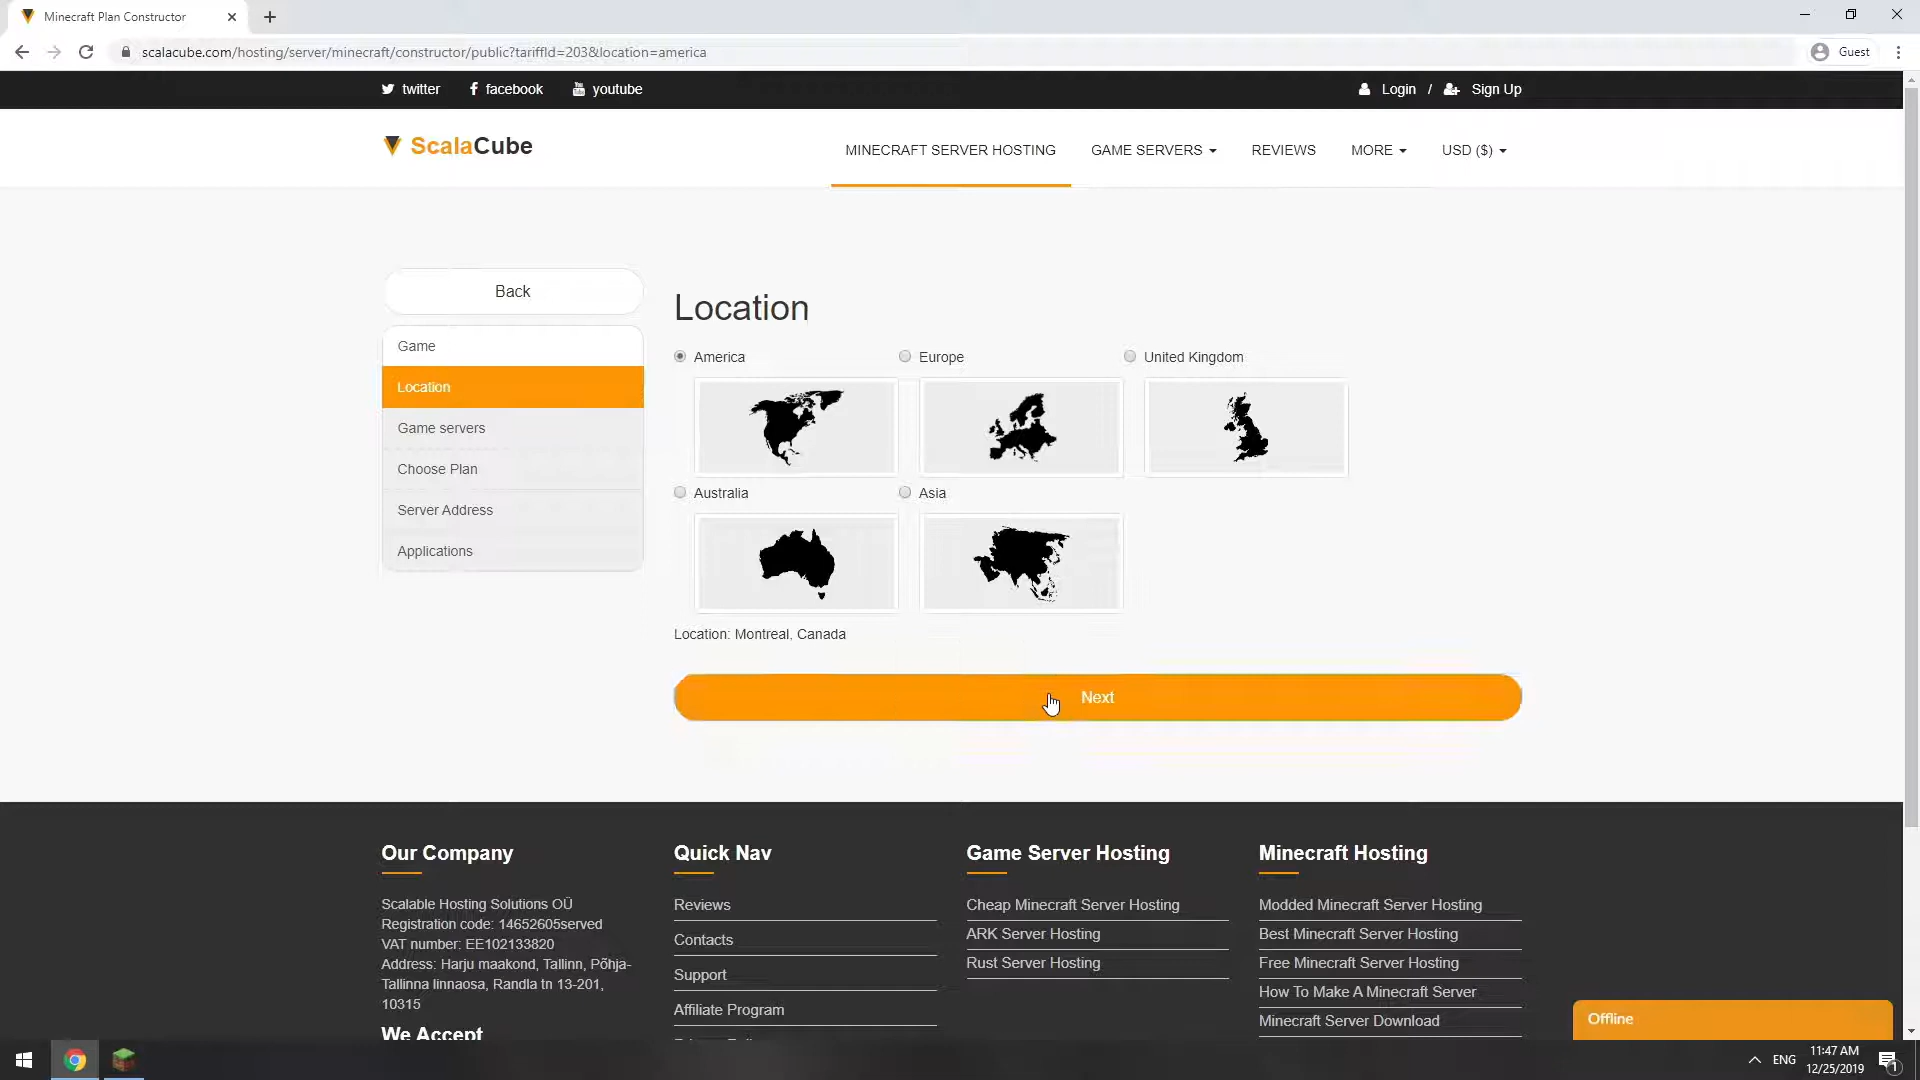 Minecraft Plan Constructor
scalacube.com/hosting/server/minecraft/constructor/public?tariffId=203&location=america
Guest
twitter
facebook
youtube
Login / Sign Up
ScalaCube
MINECRAFT SERVER HOSTING
GAME SERVERS
REVIEWS
MORE
USD ($)
Back
Game
Location
Game servers
Choose Plan
Server Address
Applications
Location
America
Europe
United Kingdom
Australia
Asia
Location: Montreal, Canada
Next
Our Company
Scalable Hosting Solutions OÜ
Registration code: 14652605served
VAT number: EE102133820
Address: Harju maakond, Tallinn, Põhja-
Tallinna linnaosa, Randla tn 13-201,
10315
We Accept
Quick Nav
Reviews
Contacts
Support
Affiliate Program
Game Server Hosting
Cheap Minecraft Server Hosting
ARK Server Hosting
Rust Server Hosting
Minecraft Hosting
Modded Minecraft Server Hosting
Best Minecraft Server Hosting
Free Minecraft Server Hosting
How To Make A Minecraft Server
Minecraft Server Download
Offline
ENG
11:47 AM
12/25/2019
1